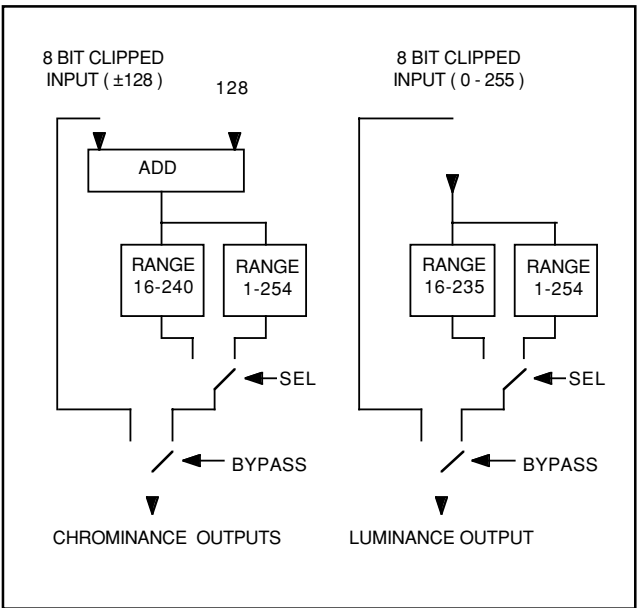 8 BIT CLIPPED
INPUT ( ±128 )
128
ADD
RANGE
16-240
RANGE
1-254
SEL
BYPASS
CHROMINANCE OUTPUTS
8 BIT CLIPPED
INPUT ( 0 - 255 )
RANGE
16-235
RANGE
1-254
SEL
BYPASS
LUMINANCE OUTPUT